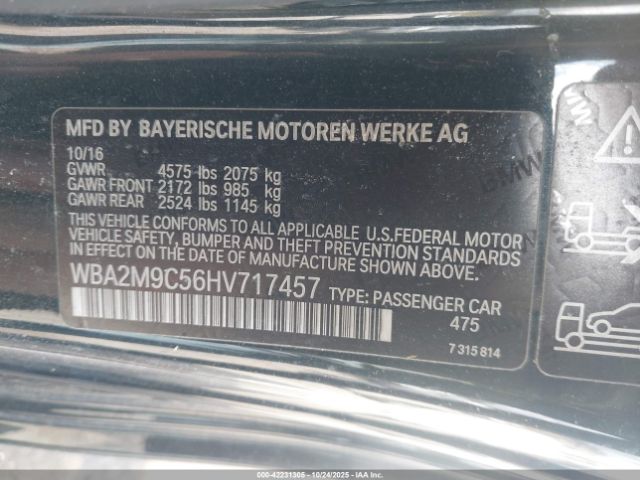 MFD BY BAYERISCHE MOTOREN WERKE AG
10/16
GVWR 4575 lbs 2075 kg
GAWR FRONT 2172 lbs 985 kg
GAWR REAR 2524 lbs 1145 kg
THIS VEHICLE CONFORMS TO ALL APPLICABLE U.S.FEDERAL MOTOR
VEHICLE SAFETY, BUMPER AND THEFT PREVENTION STANDARDS
IN EFFECT ON THE DATE OF MANUFACTURE SHOWN ABOVE.
WBA2M9C56HV717457 TYPE: PASSENGER CAR
475
7 315 814
00-42231305 - 10/24/2025 - IAAI.COM